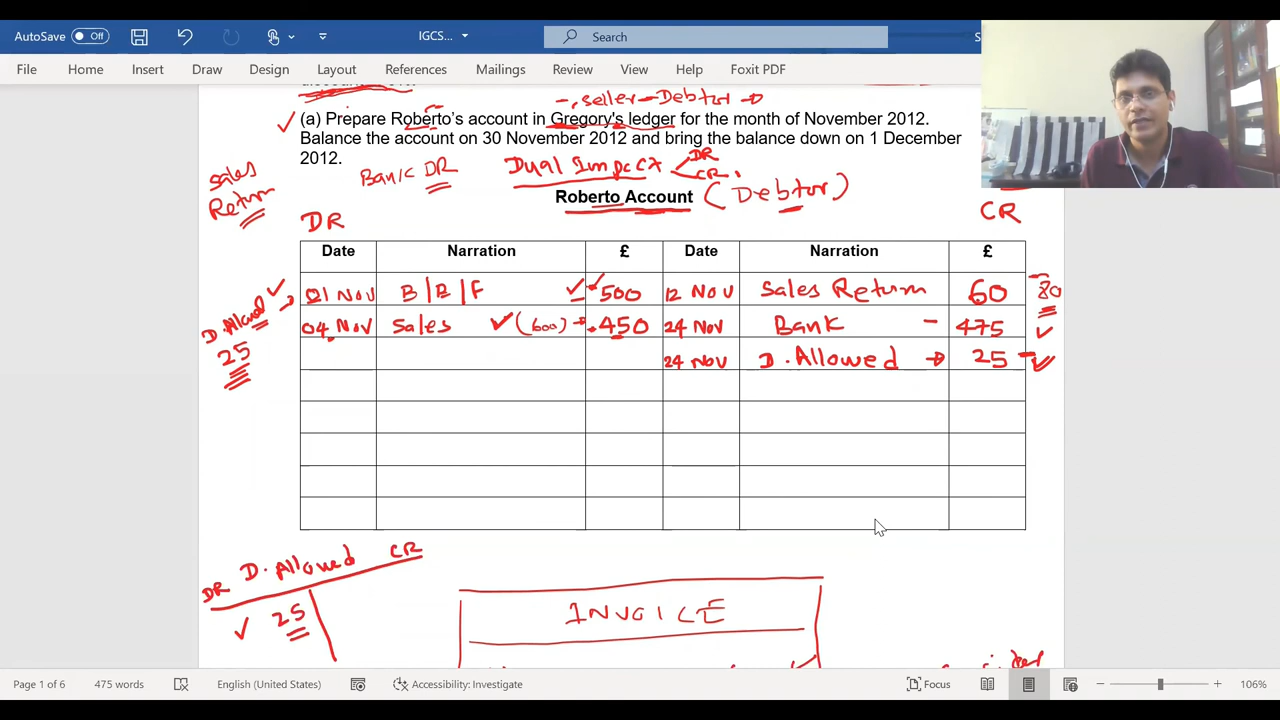 AutoSave Off IGCS... Search S
File Home Insert Draw Design Layout References Mailings Review View Help Foxit PDF
seller - Debtor
(a) Prepare Roberto's account in Gregory's ledger for the month of November 2012.
Balance the account on 30 November 2012 and bring the balance down on 1 December
2012.
Sales
Return
Bank DR
Dual Impact DR
CR
Roberto Account (Debtor)
DR CR
Date Narration £ Date Narration £
01 Nov B/B/F 500 12 Nov Sales Return 60 80
04 Nov Sales (600) 450 24 Nov Bank 475
24 Nov D.Allowed 25
D.Allowed
25
DR D.Allowed CR
25
INVOICE
Page 1 of 6 475 words English (United States) Accessibility: Investigate Focus 106%